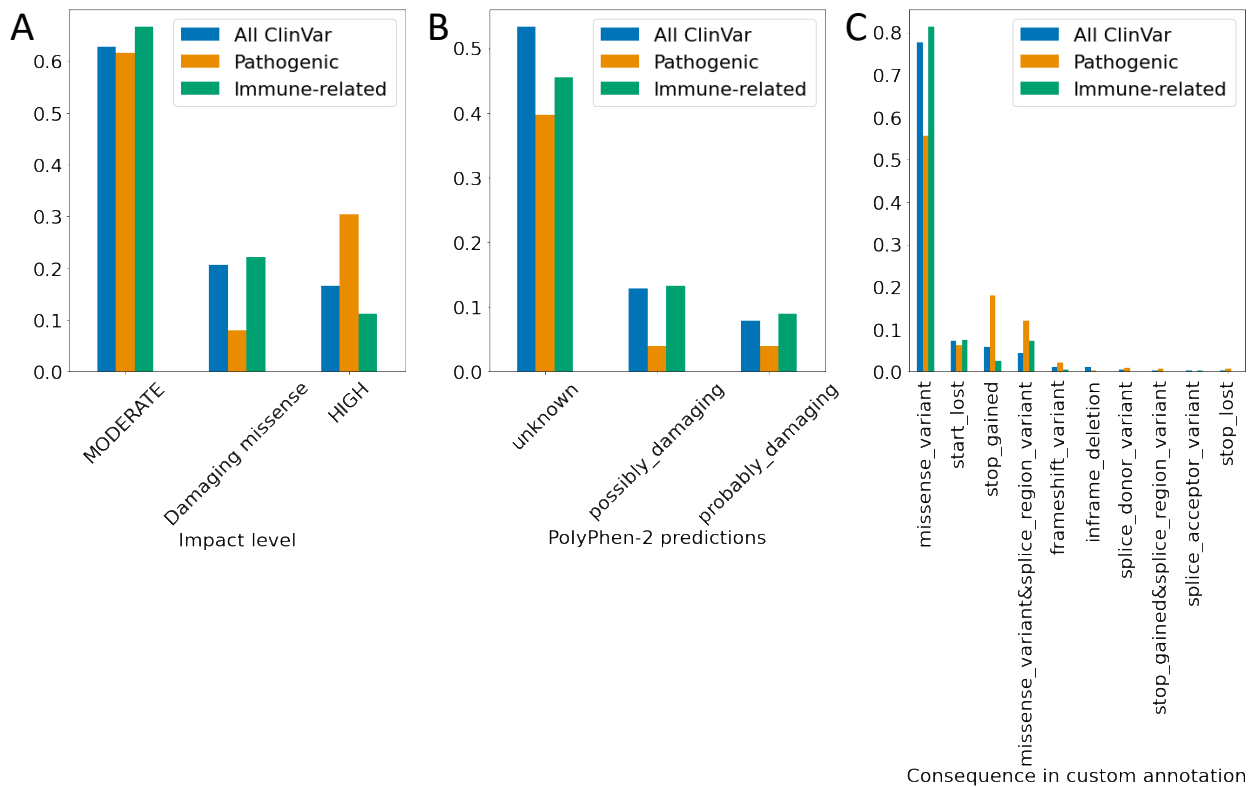 A
All ClinVar
Pathogenic
Immune-related
0.6
0.5
0.4
0.3
0.2
0.1
0.0
MODERATE
Damaging missense
HIGH
Impact level
B
All ClinVar
Pathogenic
Immune-related
0.5
0.4
0.3
0.2
0.1
0.0
unknown
possibly_damaging
probably_damaging
PolyPhen-2 predictions
C
All ClinVar
Pathogenic
Immune-related
0.8
0.7
0.6
0.5
0.4
0.3
0.2
0.1
0.0
missense_variant
start_lost
stop_gained
missense_variant&splice_region_variant
frameshift_variant
inframe_deletion
splice_donor_variant
stop_gained&splice_region_variant
splice_acceptor_variant
stop_lost
Consequence in custom annotation